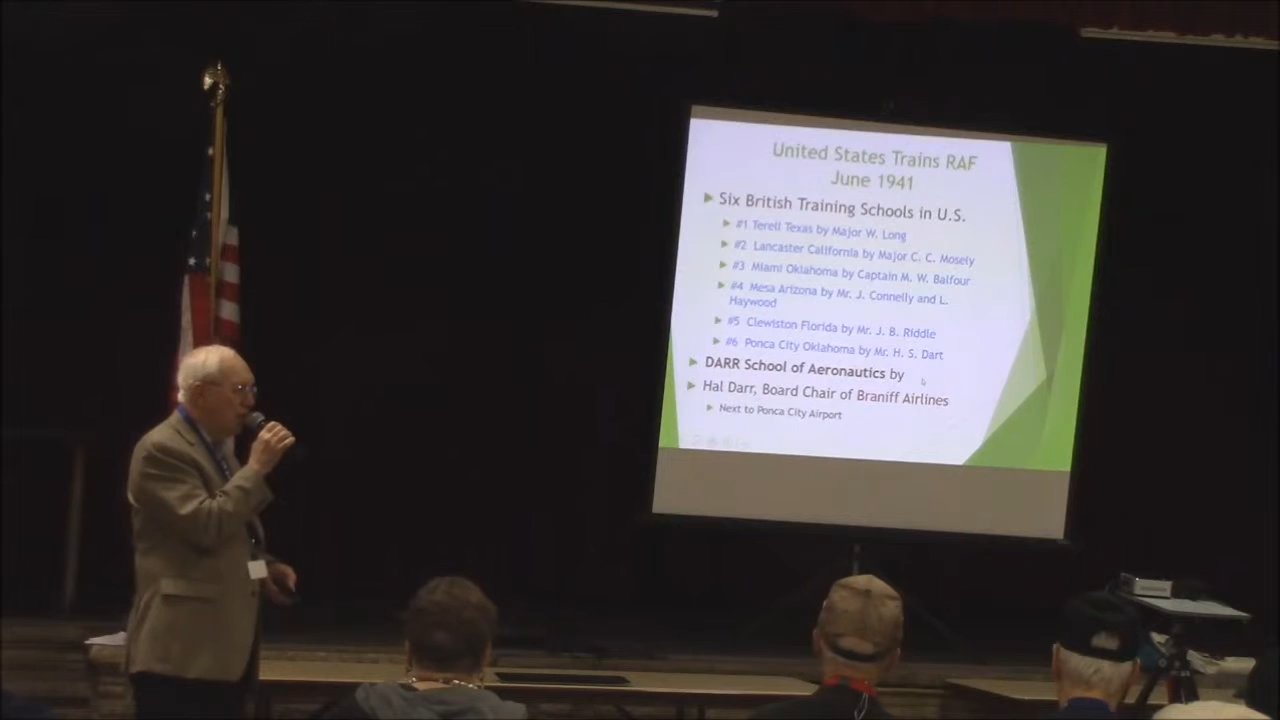 United States Trains RAF
June 1941
Six British Training Schools in U.S.
#1 Terell Texas by Major W. Long
#2 Lancaster California by Major C. C. Mosely
#3 Miami Oklahoma by Captain M. W. Balfour
#4 Mesa Arizona by Mr. J. Connelly and L.
Haywood
#5 Clewiston Florida by Mr. J. B. Riddle
#6 Ponca City Oklahoma by Mr. H. S. Dart
DARR School of Aeronautics by
Hal Darr, Board Chair of Braniff Airlines
Next to Ponca City Airport